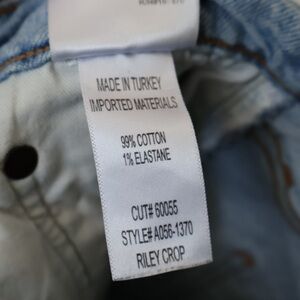 MADE IN TURKEY
IMPORTED MATERIALS
99% COTTON
1% ELASTANE
CUT# 60055
STYLE# A056-1370
RILEY CROP